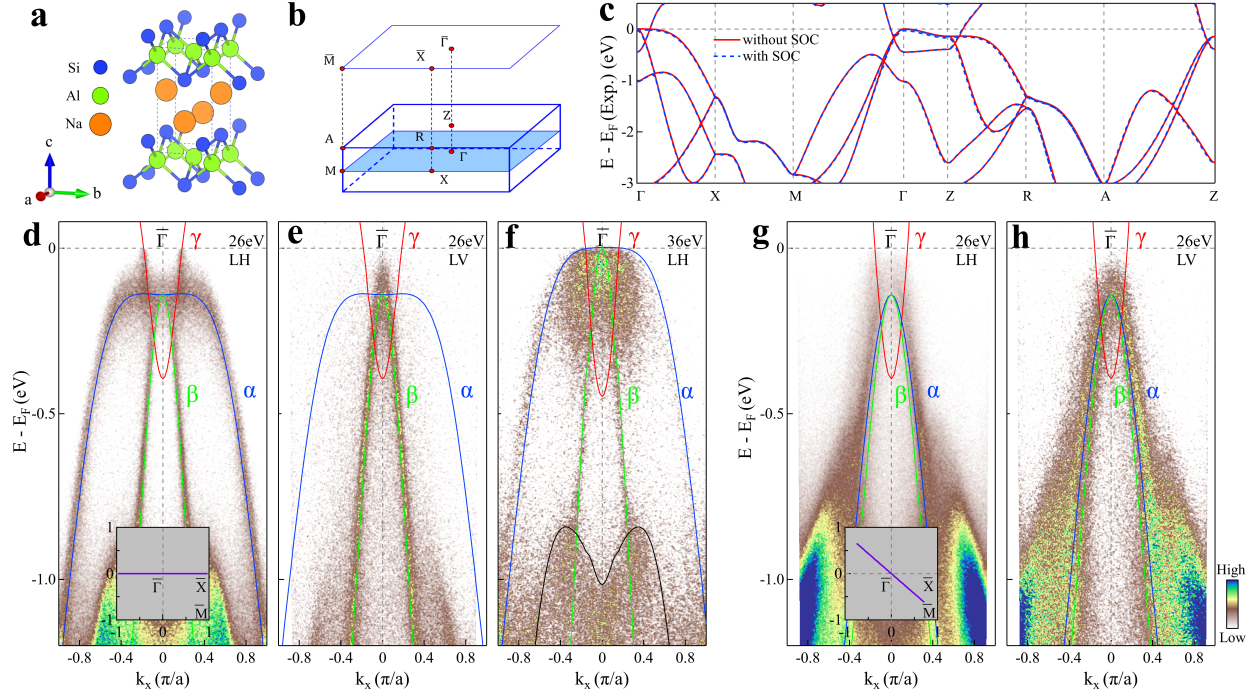 a
Si
Al
Na
c
a
b
b
M̅
X̅
Γ̅
Z
A
R
Γ
M
X
c
E - E_F (Exp.) (eV)
0
-1
-2
-3
without SOC
with SOC
Γ
X
M
Γ
Z
R
A
Z
d
Γ̅
γ
26eV
LH
E - E_F (eV)
0
-0.5
-1.0
β
α
1
0
-1
Γ̅
X̅
M̅
-1
0
1
-0.8
-0.4
0
0.4
0.8
k_x (π/a)
e
Γ̅
γ
26eV
LV
β
α
-0.8
-0.4
0
0.4
0.8
k_x (π/a)
f
Γ̅
γ
36eV
LH
-0.8
-0.4
0
0.4
0.8
k_x (π/a)
g
Γ̅
γ
26eV
LH
E - E_F (eV)
0
-0.5
-1.0
β
α
1
0
-1
Γ̅
X̅
M̅
-1
0
1
-0.8
-0.4
0
0.4
0.8
k_x (π/a)
h
Γ̅
γ
26eV
LV
β
α
-0.8
-0.4
0
0.4
0.8
k_x (π/a)
High
Low